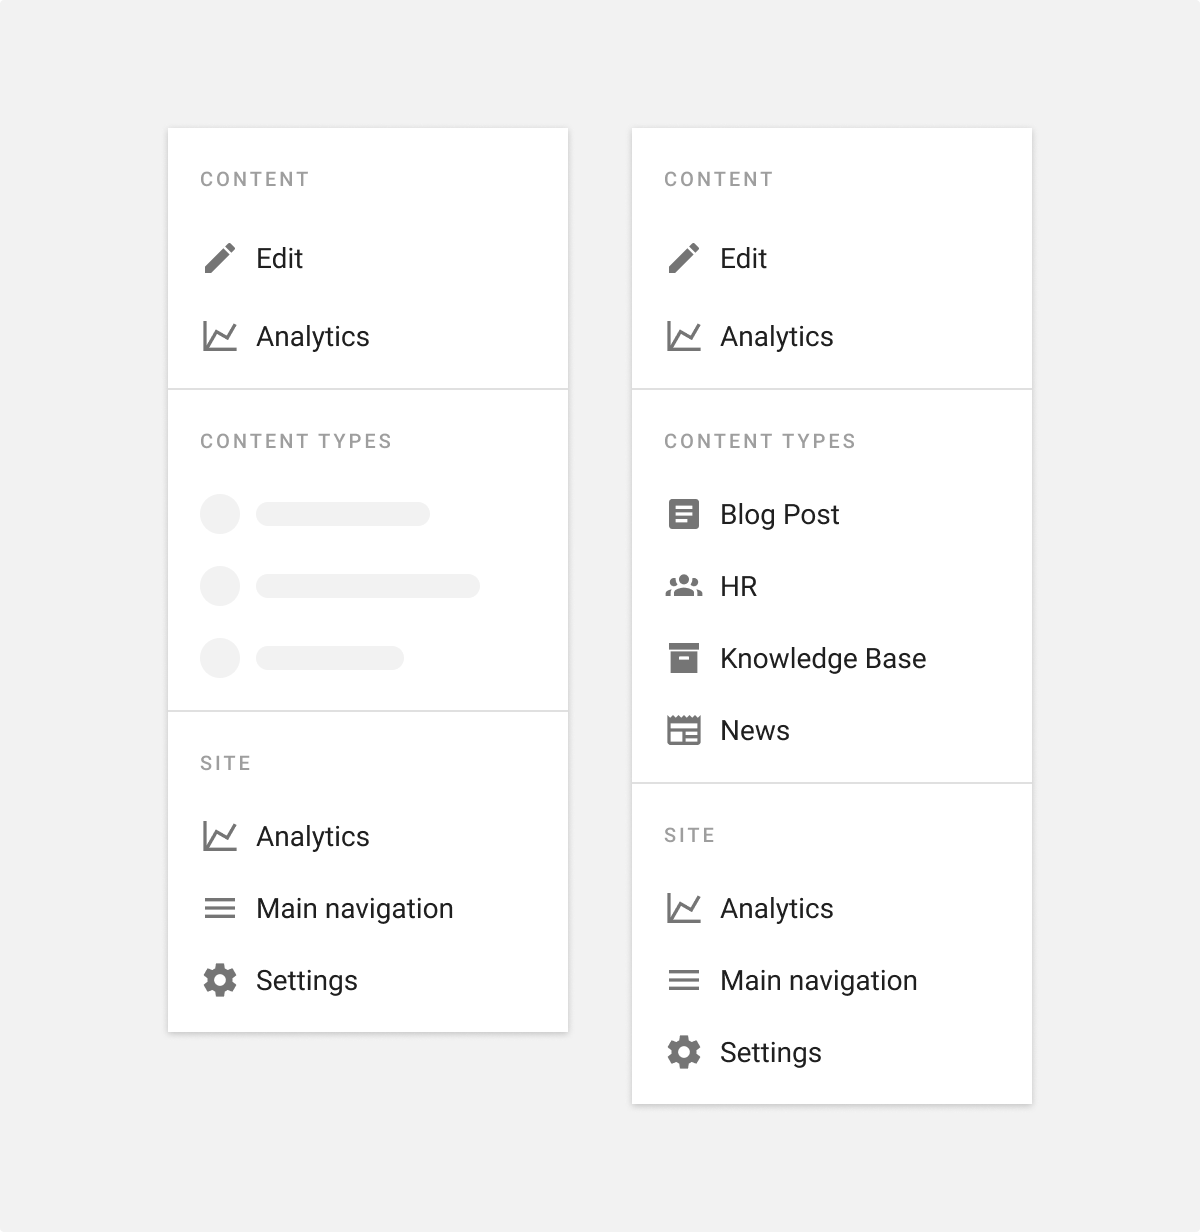 CONTENT
Edit
Analytics
CONTENT TYPES
SITE
Analytics
Main navigation
Settings
CONTENT
Edit
Analytics
CONTENT TYPES
Blog Post
HR
Knowledge Base
News
SITE
Analytics
Main navigation
Settings